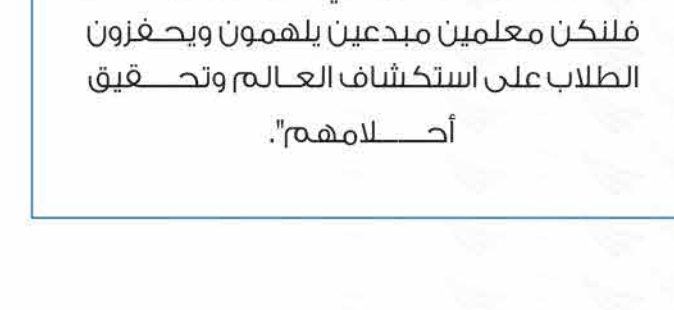 فلنكن معلمين مبدعين يلهمون ويحـفزون
الطلاب على استكشاف العـالم وتحـــقيق
أحـــــلامهم".